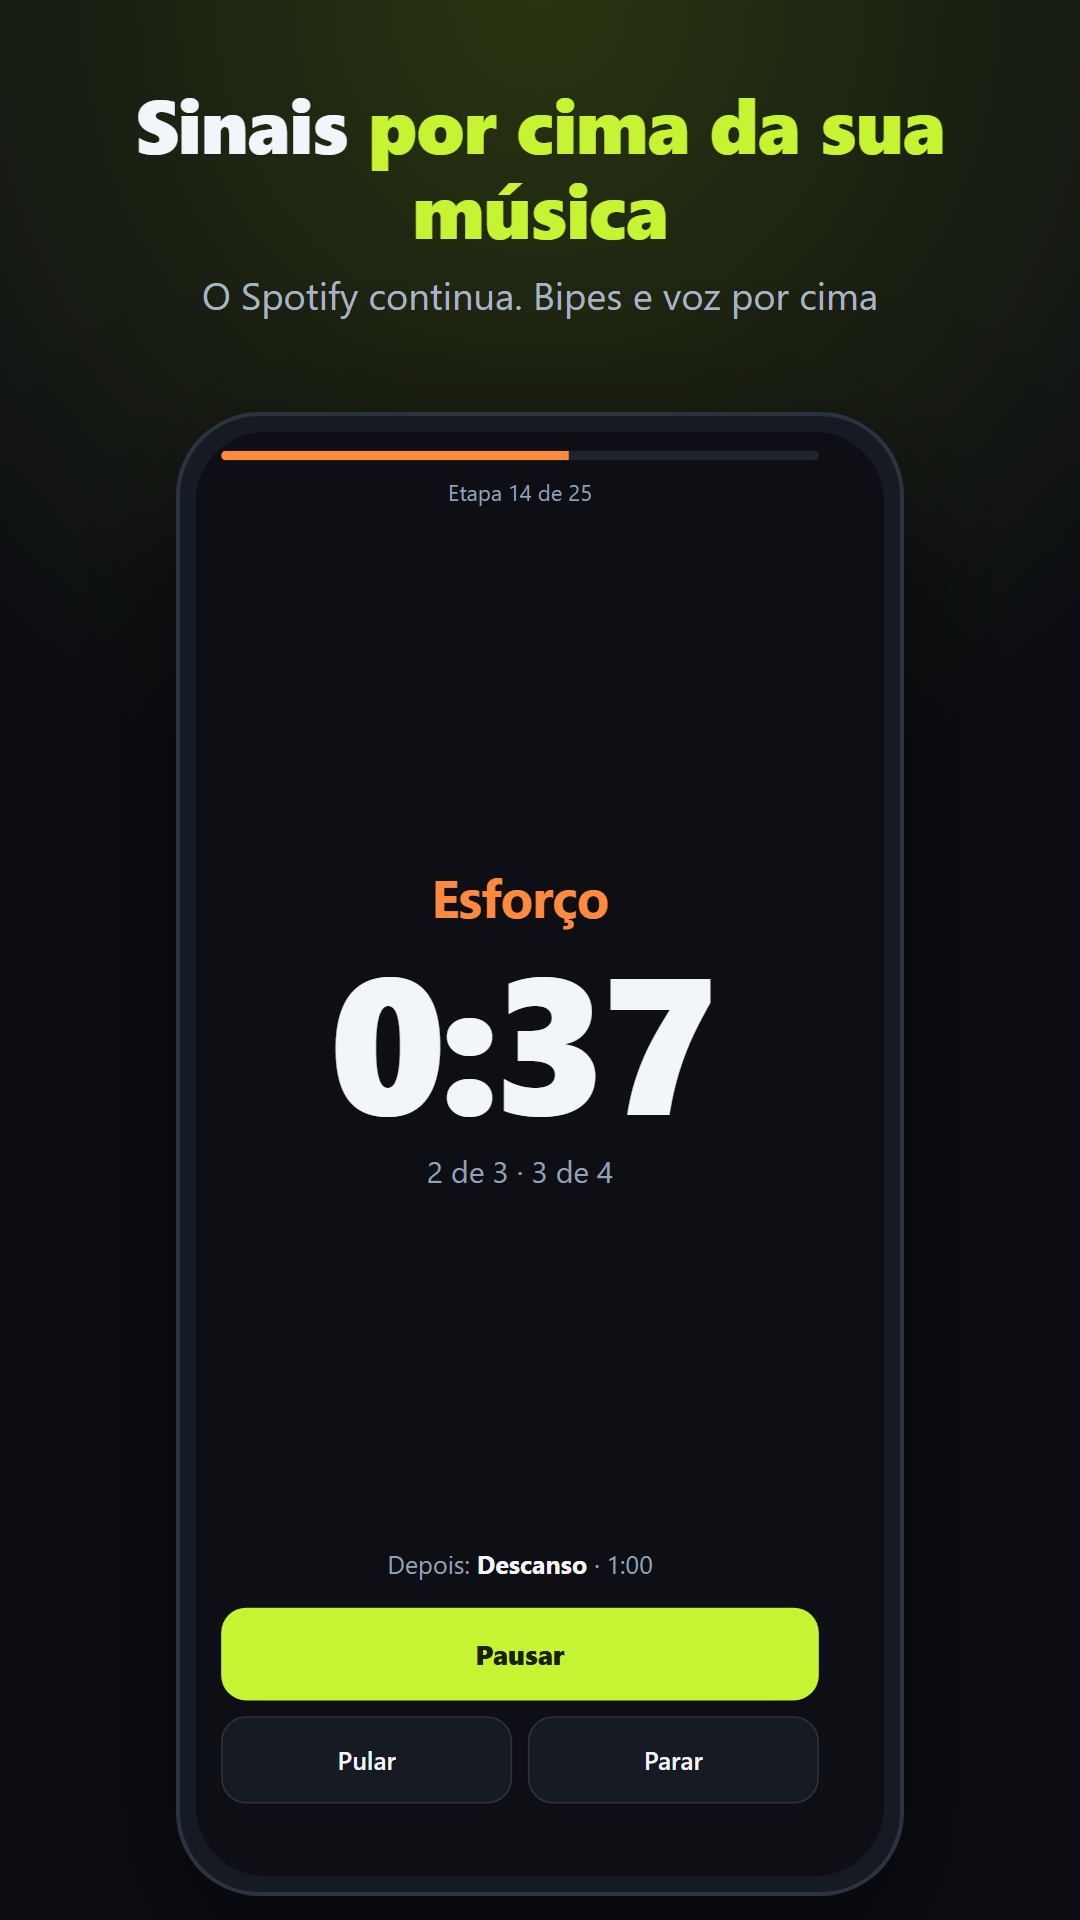 Sinais por cima da sua
música
O Spotify continua. Bipes e voz por cima
Etapa 14 de 25
Esforço
0:37
2 de 3 · 3 de 4
Depois: Descanso · 1:00
Pausar
Pular
Parar